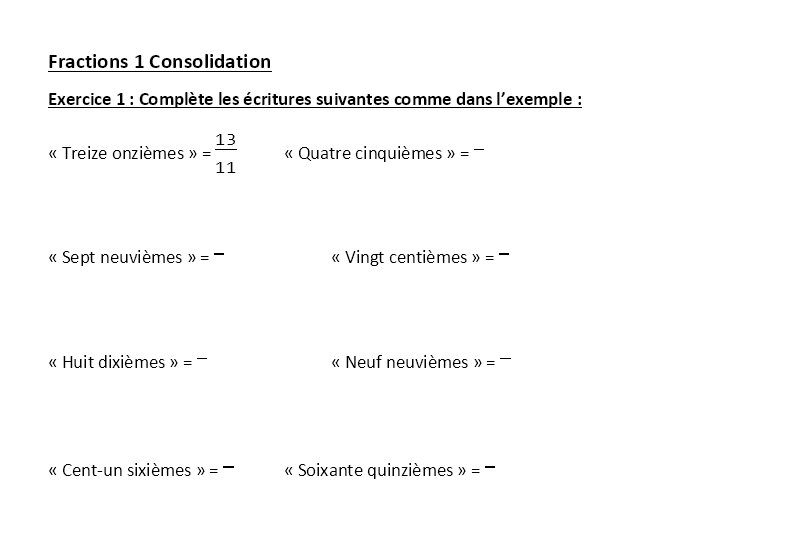 Fractions 1 Consolidation
Exercice 1 : Complète les écritures suivantes comme dans l’exemple :
« Treize onzièmes » = 13/11 « Quatre cinquièmes » = –
« Sept neuvièmes » = – « Vingt centièmes » = –
« Huit dixièmes » = – « Neuf neuvièmes » = –
« Cent-un sixièmes » = – « Soixante quinzièmes » = –